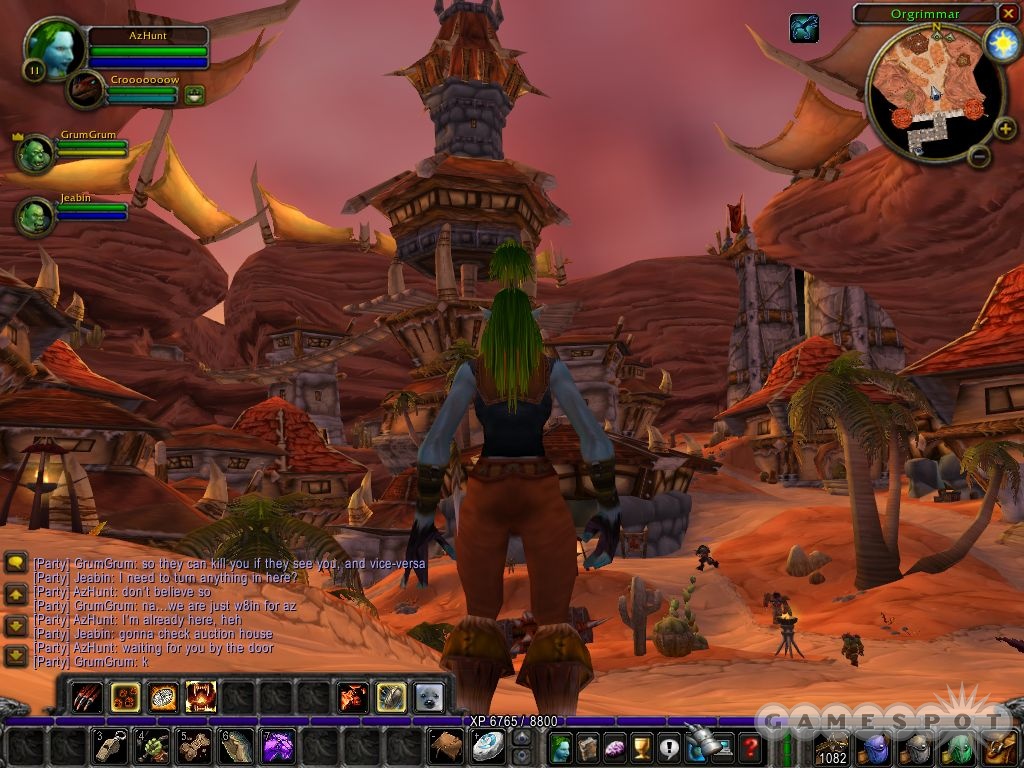 AzHunt
Orgrimmar
N
11
Crooooooow
GrumGrum
Jeabin
[Party] GrumGrum: so they can kill you if they see you, and vice-versa
[Party] Jeabin: I need to turn anything in here?
[Party] AzHunt: don't believe so
[Party] GrumGrum: na...we are just w8in for az
[Party] AzHunt: I'm already here, heh
[Party] Jeabin: gonna check auction house
[Party] AzHunt: waiting for you by the door
[Party] GrumGrum: k
XP 6765 / 8800
GAMESPOT
3 4 5 6 7
1082